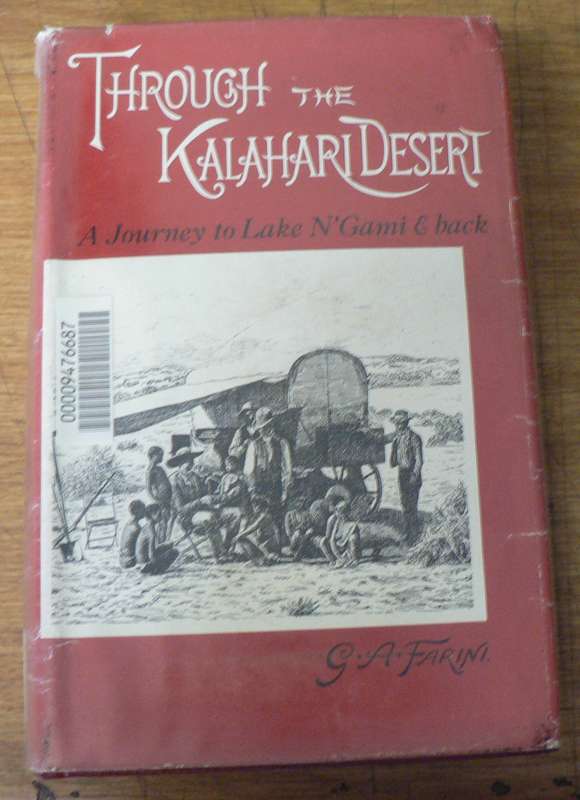 THROUGH THE
KALAHARI DESERT
A Journey to Lake N'Gami & back
00009476687
G·A·FARINI.